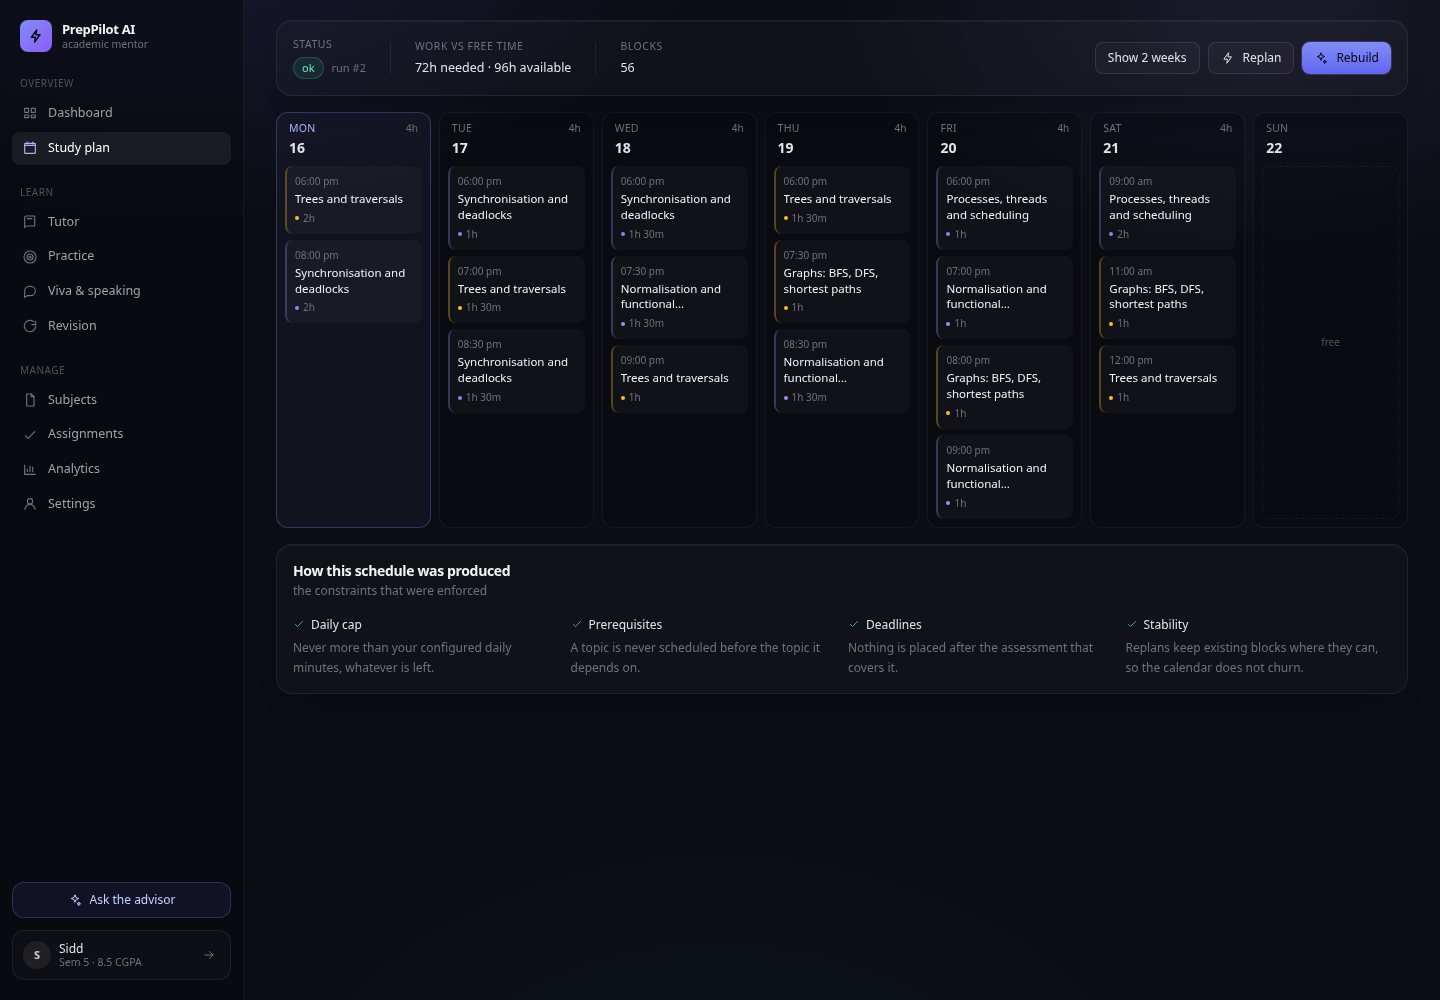 PrepPilot AI
academic mentor
OVERVIEW
Dashboard
Study plan
LEARN
Tutor
Practice
Viva & speaking
Revision
MANAGE
Subjects
Assignments
Analytics
Settings
Ask the advisor
S
Sidd
Sem 5 · 8.5 CGPA
STATUS
ok run #2
WORK VS FREE TIME
72h needed · 96h available
BLOCKS
56
Show 2 weeks
Replan
Rebuild
MON 4h
16
06:00 pm
Trees and traversals
2h
08:00 pm
Synchronisation and
deadlocks
2h
TUE 4h
17
06:00 pm
Synchronisation and
deadlocks
1h
07:00 pm
Trees and traversals
1h 30m
08:30 pm
Synchronisation and
deadlocks
1h 30m
WED 4h
18
06:00 pm
Synchronisation and
deadlocks
1h 30m
07:30 pm
Normalisation and
functional...
1h 30m
09:00 pm
Trees and traversals
1h
THU 4h
19
06:00 pm
Trees and traversals
1h 30m
07:30 pm
Graphs: BFS, DFS,
shortest paths
1h
08:30 pm
Normalisation and
functional...
1h 30m
FRI 4h
20
06:00 pm
Processes, threads
and scheduling
1h
07:00 pm
Normalisation and
functional...
1h
08:00 pm
Graphs: BFS, DFS,
shortest paths
1h
09:00 pm
Normalisation and
functional...
1h
SAT 4h
21
09:00 am
Processes, threads
and scheduling
2h
11:00 am
Graphs: BFS, DFS,
shortest paths
1h
12:00 pm
Trees and traversals
1h
SUN
22
free
How this schedule was produced
the constraints that were enforced
Daily cap
Never more than your configured daily
minutes, whatever is left.
Prerequisites
A topic is never scheduled before the topic it
depends on.
Deadlines
Nothing is placed after the assessment that
covers it.
Stability
Replans keep existing blocks where they can,
so the calendar does not churn.